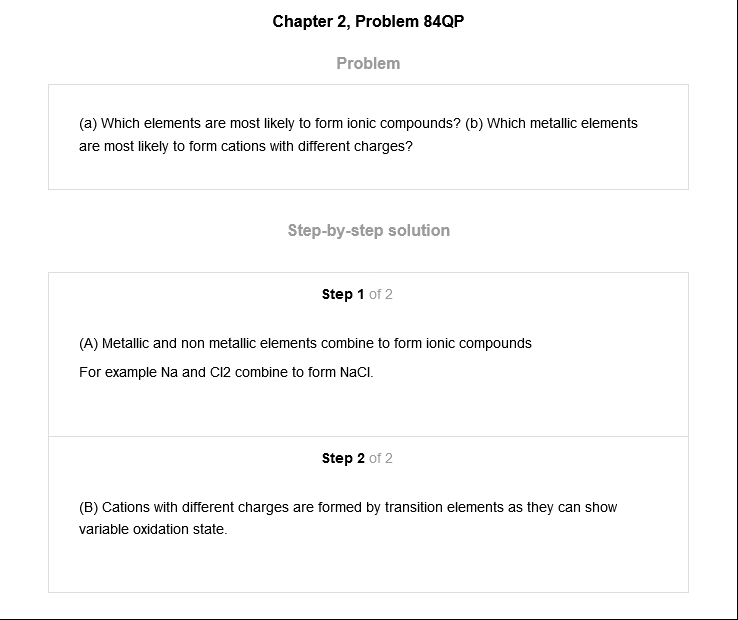 Chapter 2, Problem 84QP
Problem
(a) Which elements are most likely to form ionic compounds? (b) Which metallic elements
are most likely to form cations with different charges?
Step-by-step solution
Step 1 of 2
(A) Metallic and non metallic elements combine to form ionic compounds
For example Na and Cl2 combine to form NaCl.
Step 2 of 2
(B) Cations with different charges are formed by transition elements as they can show
variable oxidation state.